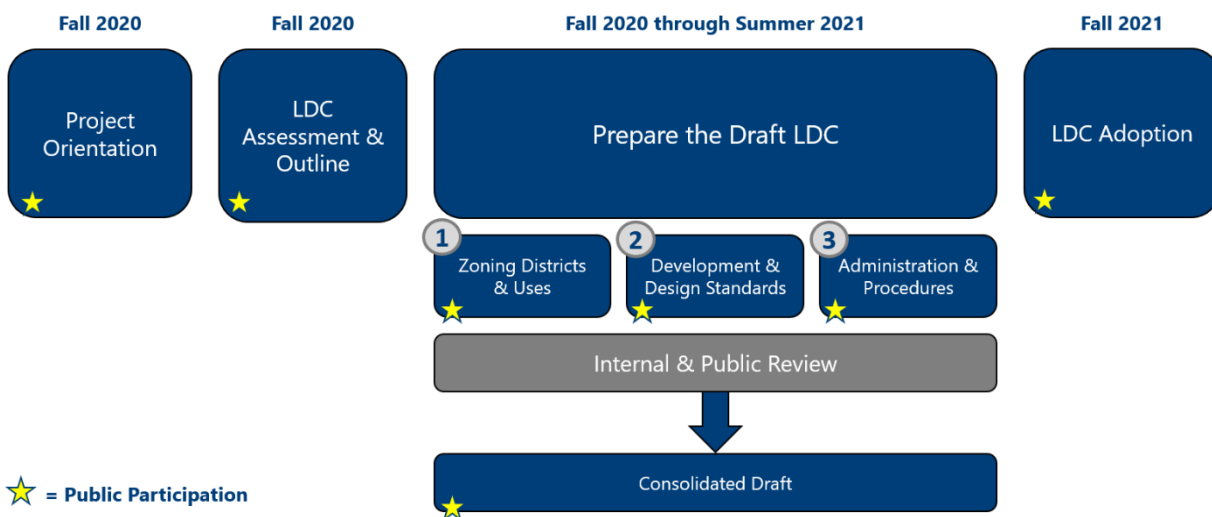 Fall 2020
Fall 2020
Fall 2020 through Summer 2021
Fall 2021
Project
Orientation
LDC
Assessment &
Outline
Prepare the Draft LDC
LDC Adoption
1
Zoning Districts
& Uses
2
Development &
Design Standards
3
Administration &
Procedures
Internal & Public Review
Consolidated Draft
= Public Participation